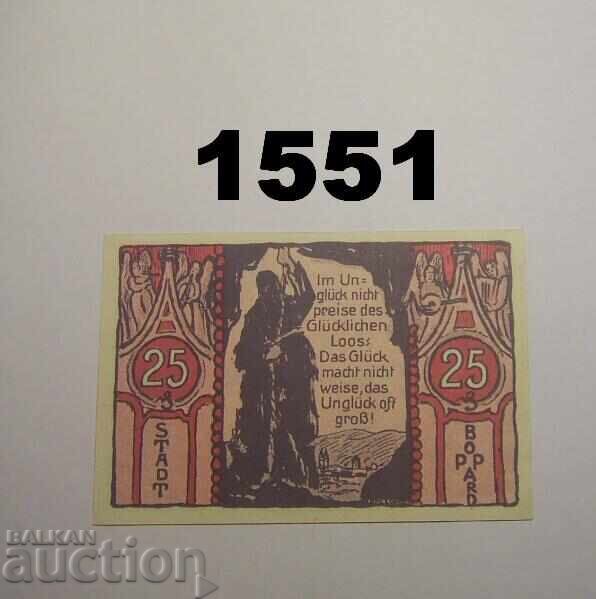 1551
Im Un=
glück nicht
preise des
Glücklichen
Loos:
Das Glück
macht nicht
weise, das
Unglück oft
groß!
25
25
STADT
BOPPARD
BALKAN
auction